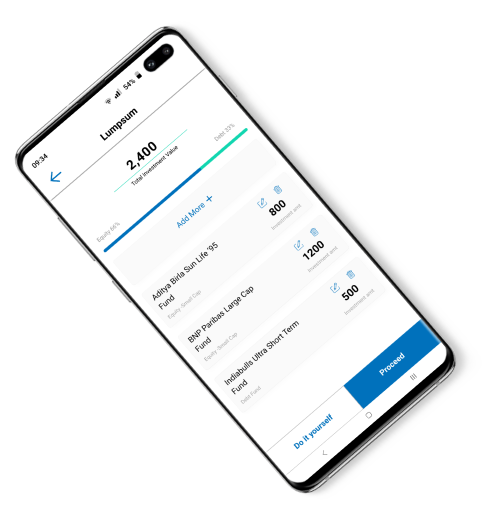 09:34
54%
Lumpsum
2,400
Total Investment Value
Equity 66%
Debt 33%
Add More +
Aditya Birla Sun Life '95
Fund
Equity -Small Cap
800
Investment amt
BNP Paribas Large Cap
Fund
Equity -Small Cap
1200
Investment amt
Indiabulls Ultra Short Term
Fund
Debt Fund
500
Investment amt
Do it yourself
Proceed